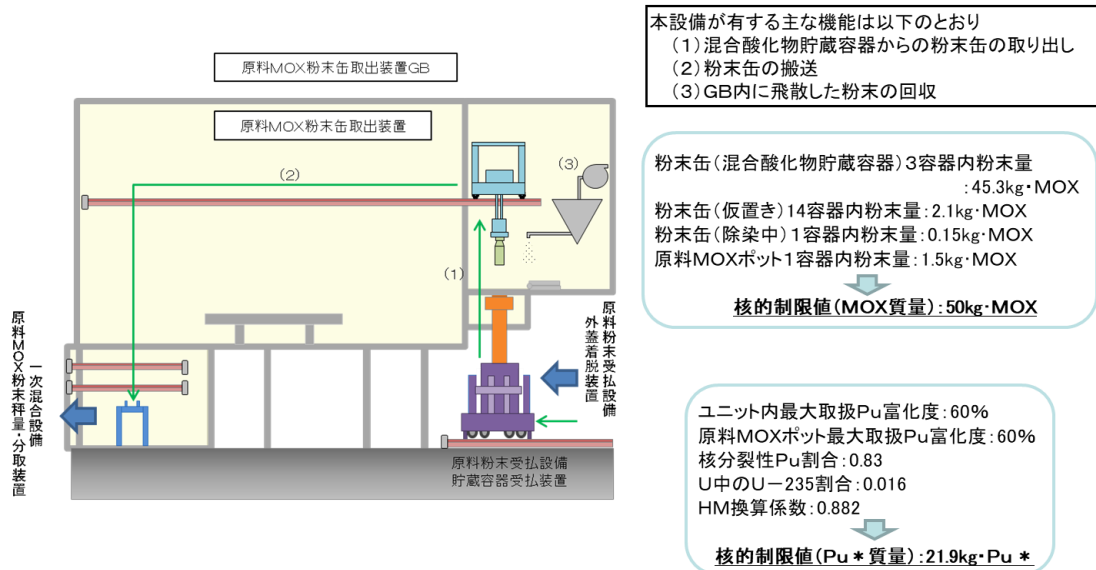 本設備が有する主な機能は以下のとおり
(1)混合酸化物貯蔵容器からの粉末缶の取り出し
(2)粉末缶の搬送
(3)GB内に飛散した粉末の回収
原料MOX粉末缶取出装置GB
原料MOX粉末缶取出装置
(2)
(3)
(1)
原料粉末受払設備
外蓋着脱装置
一次混合設備
原料MOX粉末秤量・分取装置
原料粉末受払設備
貯蔵容器受払装置
粉末缶(混合酸化物貯蔵容器)3容器内粉末量
:45.3kg・MOX
粉末缶(仮置き)14容器内粉末量:2.1kg・MOX
粉末缶(除染中)1容器内粉末量:0.15kg・MOX
原料MOXポット1容器内粉末量:1.5kg・MOX
核的制限値(MOX質量):50kg・MOX
ユニット内最大取扱Pu富化度:60%
原料MOXポット最大取扱Pu富化度:60%
核分裂性Pu割合:0.83
U中のU-235割合:0.016
HM換算係数:0.882
核的制限値(Pu*質量):21.9kg・Pu*